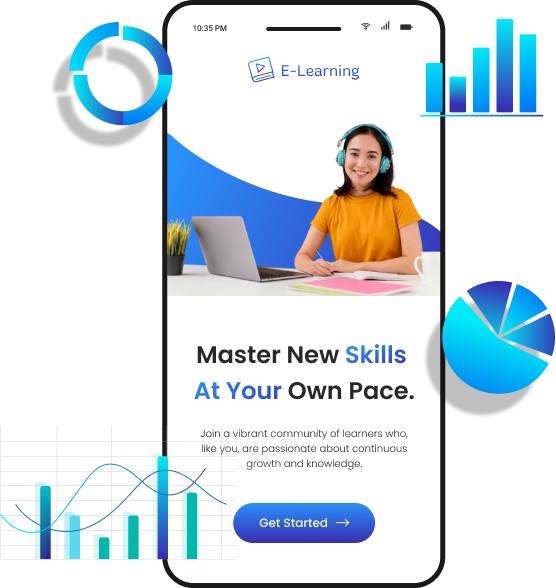 10:35 PM
E-Learning
Master New Skills
At Your Own Pace.
Join a vibrant community of learners who,
like you, are passionate about continuous
growth and knowledge.
Get Started →